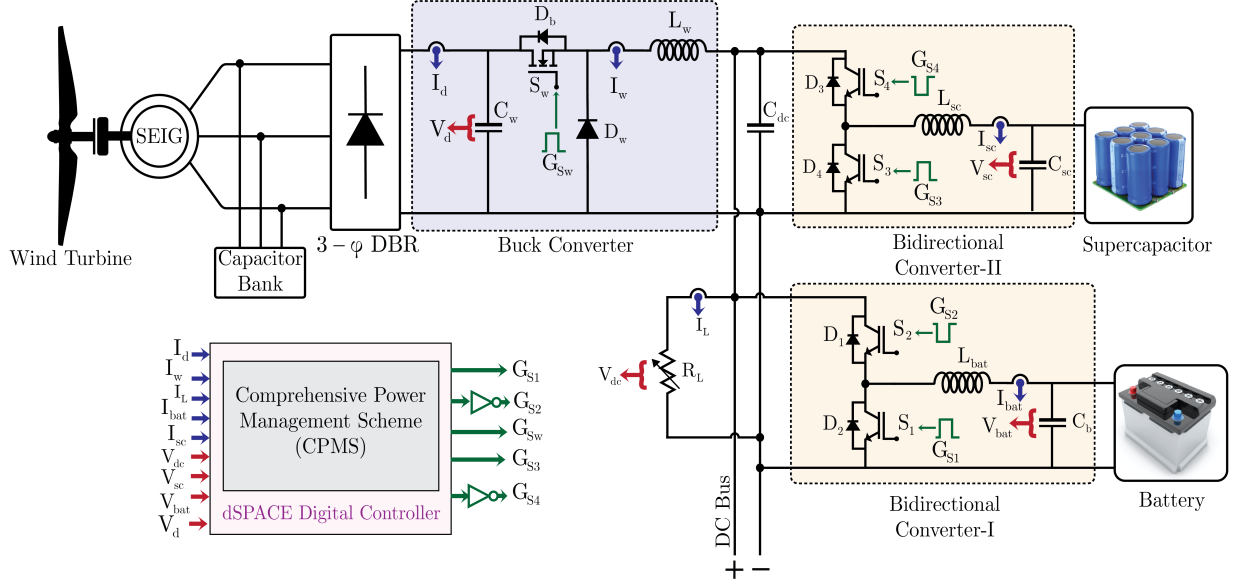 Wind Turbine
SEIG
Capacitor
Bank
3 − φ DBR
I_d
V_d
C_w
D_b
S_w
G_Sw
I_w
D_w
L_w
Buck Converter
C_dc
D_3
S_4
G_S4
L_sc
I_sc
D_4
S_3
G_S3
V_sc
C_sc
Bidirectional
Converter-II
Supercapacitor
I_L
V_dc
R_L
D_1
S_2
G_S2
L_bat
I_bat
D_2
S_1
G_S1
V_bat
C_b
Bidirectional
Converter-I
Battery
DC Bus
+ −
I_d
I_w
I_L
I_bat
I_sc
V_dc
V_sc
V_bat
V_d
Comprehensive Power
Management Scheme
(CPMS)
dSPACE Digital Controller
G_S1
G_S2
G_Sw
G_S3
G_S4